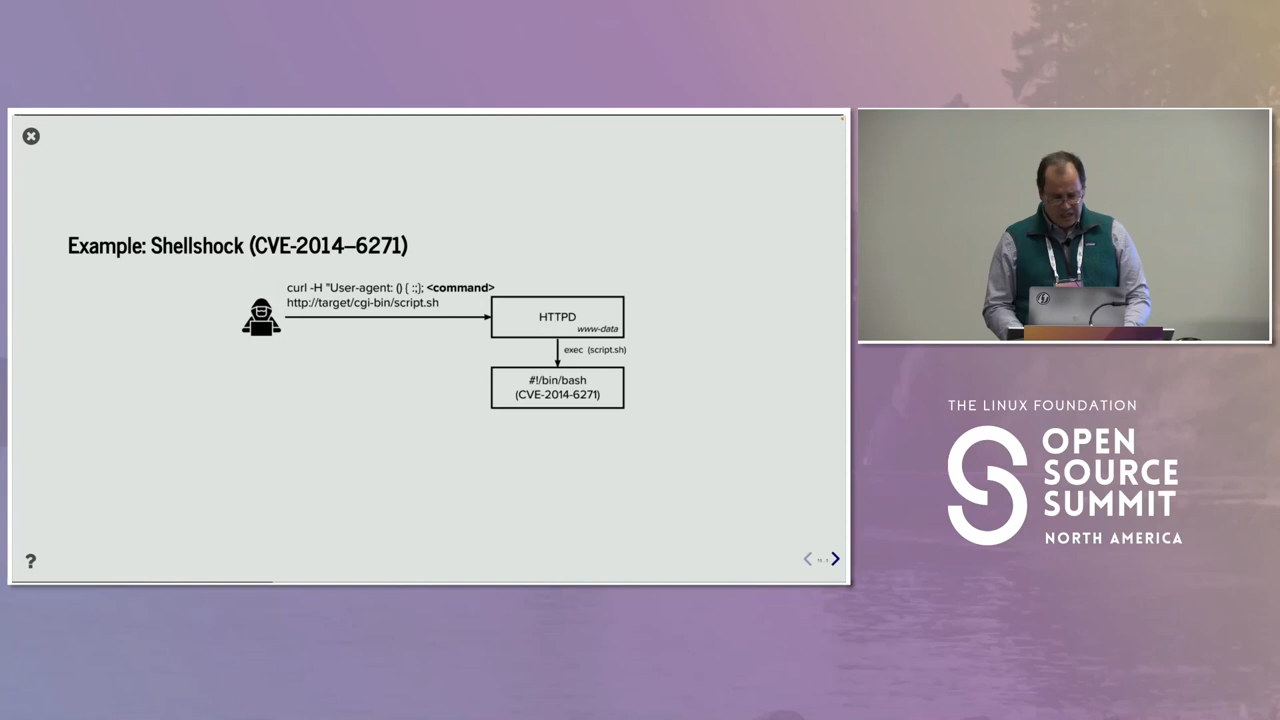 Example: Shellshock (CVE-2014–6271)
curl -H "User-agent: () { :;}; <command>
http://target/cgi-bin/script.sh
HTTPD
www-data
exec (script.sh)
#!/bin/bash
(CVE-2014-6271)
?
THE LINUX FOUNDATION
OPEN
SOURCE
SUMMIT
NORTH AMERICA